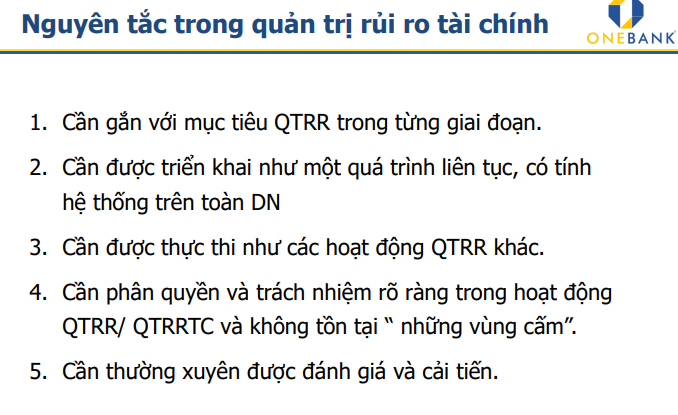 Nguyên tắc trong quản trị rủi ro tài chính
ONEBANK
1. Cần gắn với mục tiêu QTRR trong từng giai đoạn.
2. Cần được triển khai như một quá trình liên tục, có tính
hệ thống trên toàn DN
3. Cần được thực thi như các hoạt động QTRR khác.
4. Cần phân quyền và trách nhiệm rõ ràng trong hoạt động
QTRR/ QTRRTC và không tồn tại “ những vùng cấm”.
5. Cần thường xuyên được đánh giá và cải tiến.